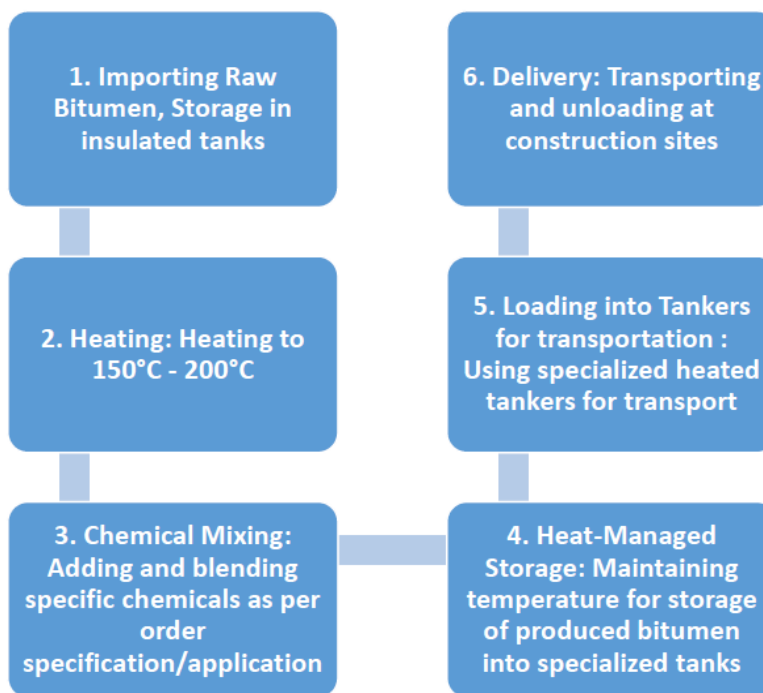 1. Importing Raw
Bitumen, Storage in
insulated tanks
2. Heating: Heating to
150°C - 200°C
3. Chemical Mixing:
Adding and blending
specific chemicals as per
order
specification/application
4. Heat-Managed
Storage: Maintaining
temperature for storage
of produced bitumen
into specialized tanks
5. Loading into Tankers
for transportation :
Using specialized heated
tankers for transport
6. Delivery: Transporting
and unloading at
construction sites